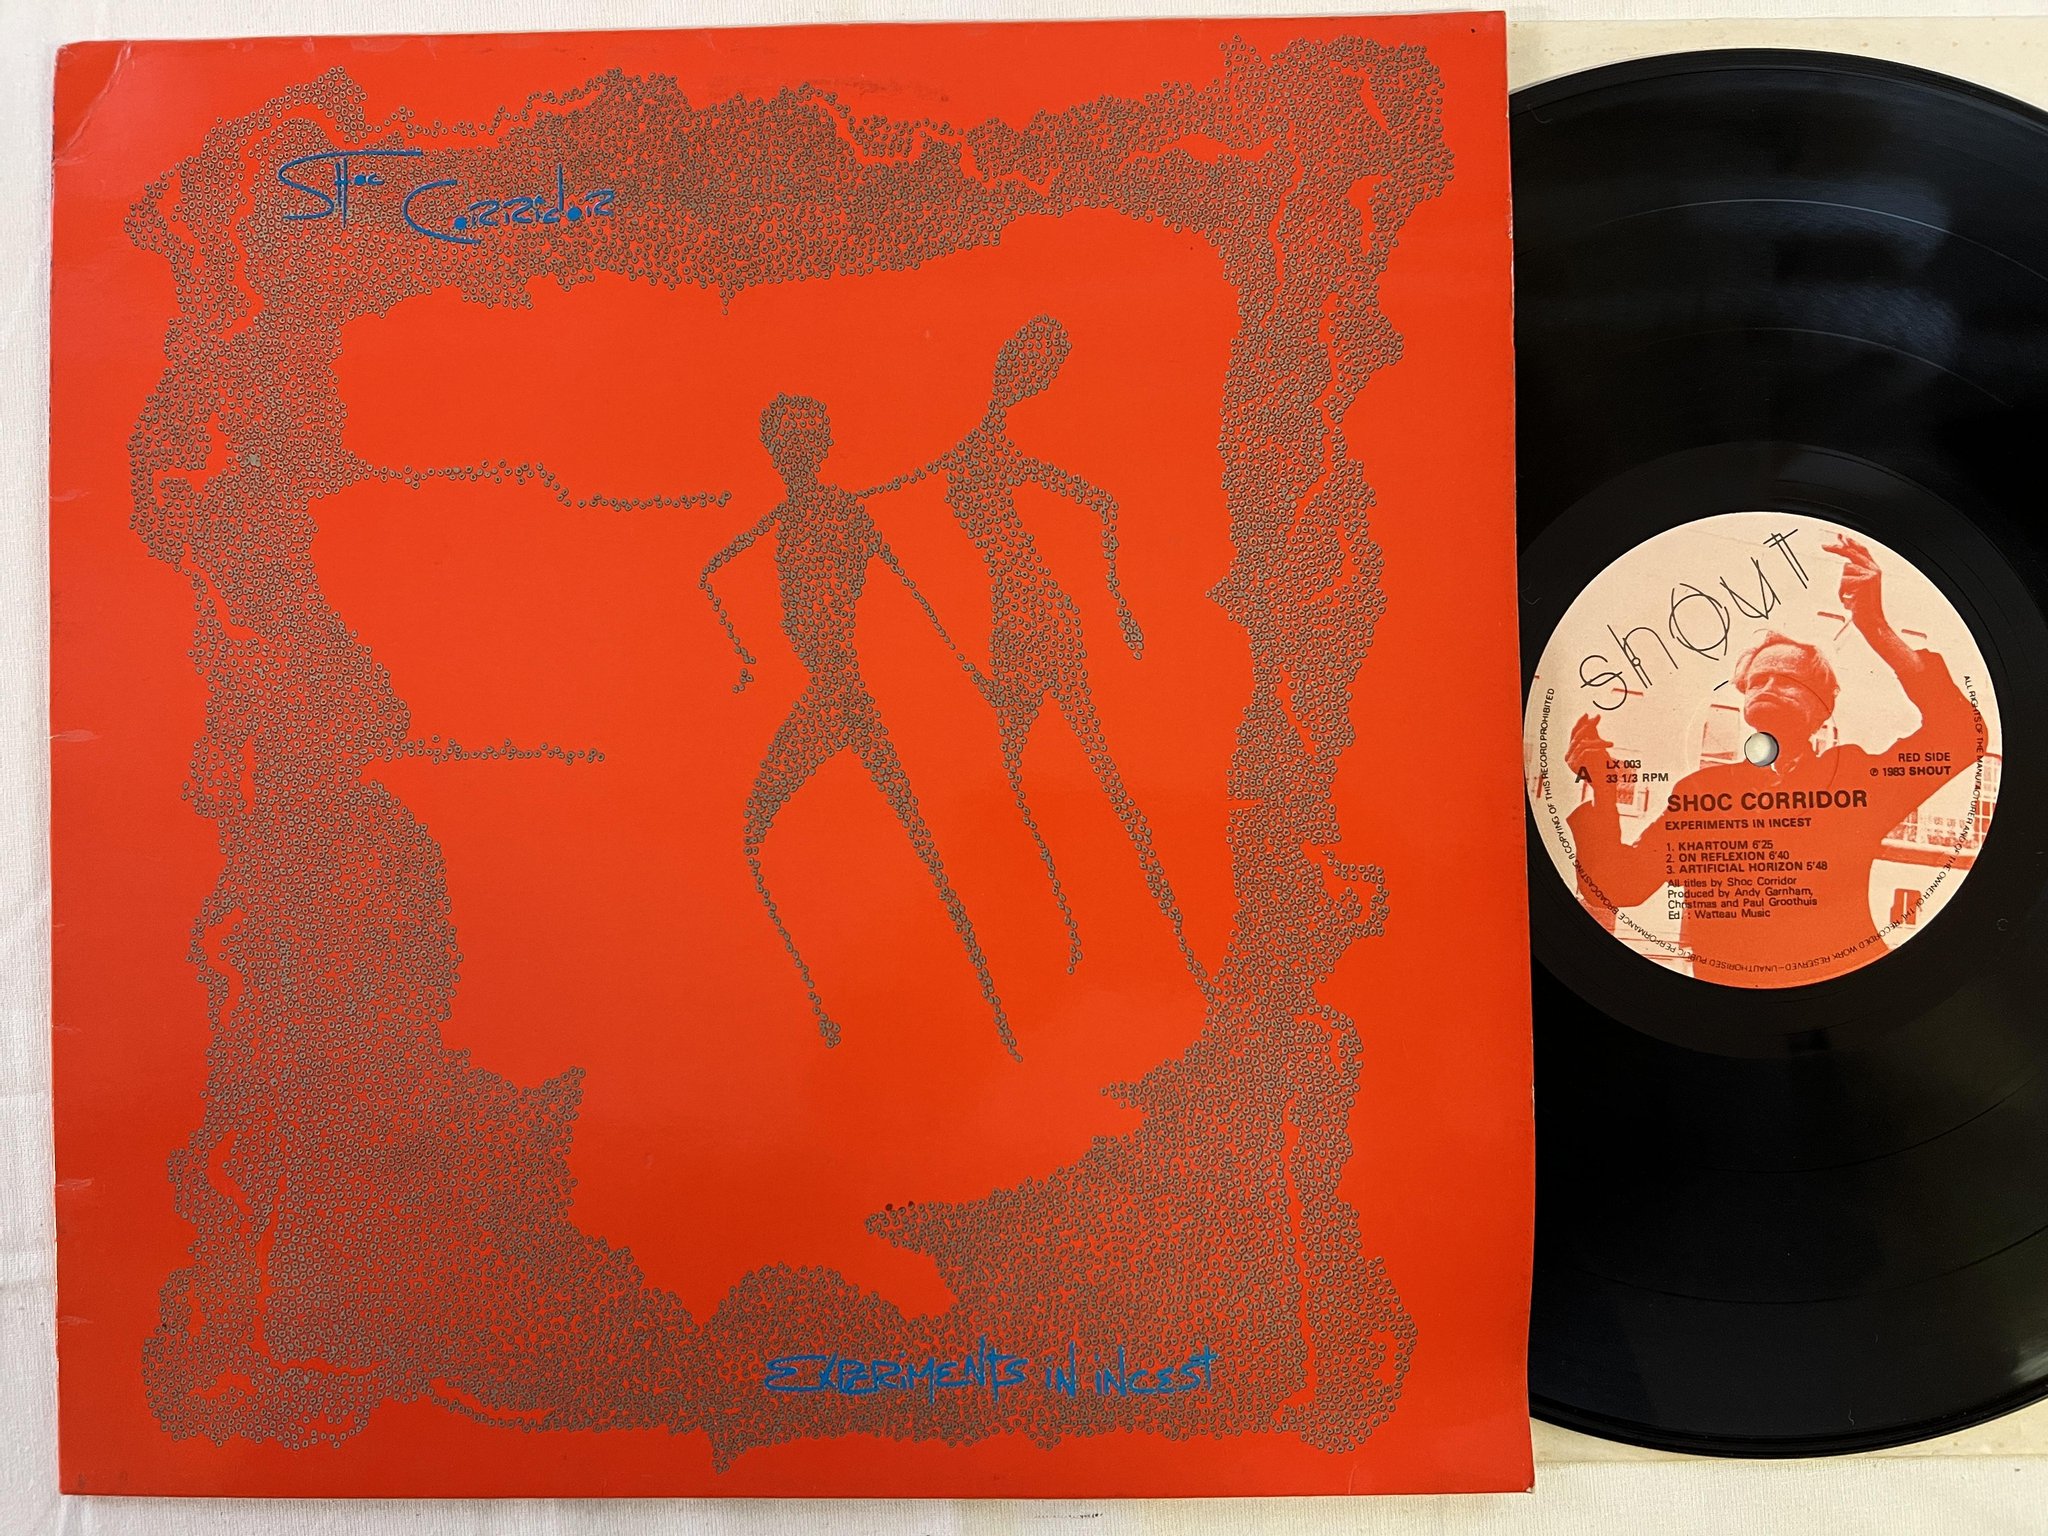 SHoc CoRRidoR
EXPERiMENTS iN iNCEST
ShOUT
A
LX 003
33 1/3 RPM
RED SIDE
℗ 1983 SHOUT
SHOC CORRIDOR
EXPERIMENTS IN INCEST
1. KHARTOUM 6'25
2. ON REFLEXION 6'40
3. ARTIFICIAL HORIZON 5'48
All titles by Shoc Corridor
Produced by Andy Garnham,
Christmas and Paul Groothuis
Ed. : Watteau Music
ALL RIGHTS OF THE MANUFACTURER AND OF THE OWNER OF THE RECORDED WORK RESERVED—UNAUTHORISED PUBLIC PERFORMANCE BROADCASTING & COPYING OF THIS RECORD PROHIBITED